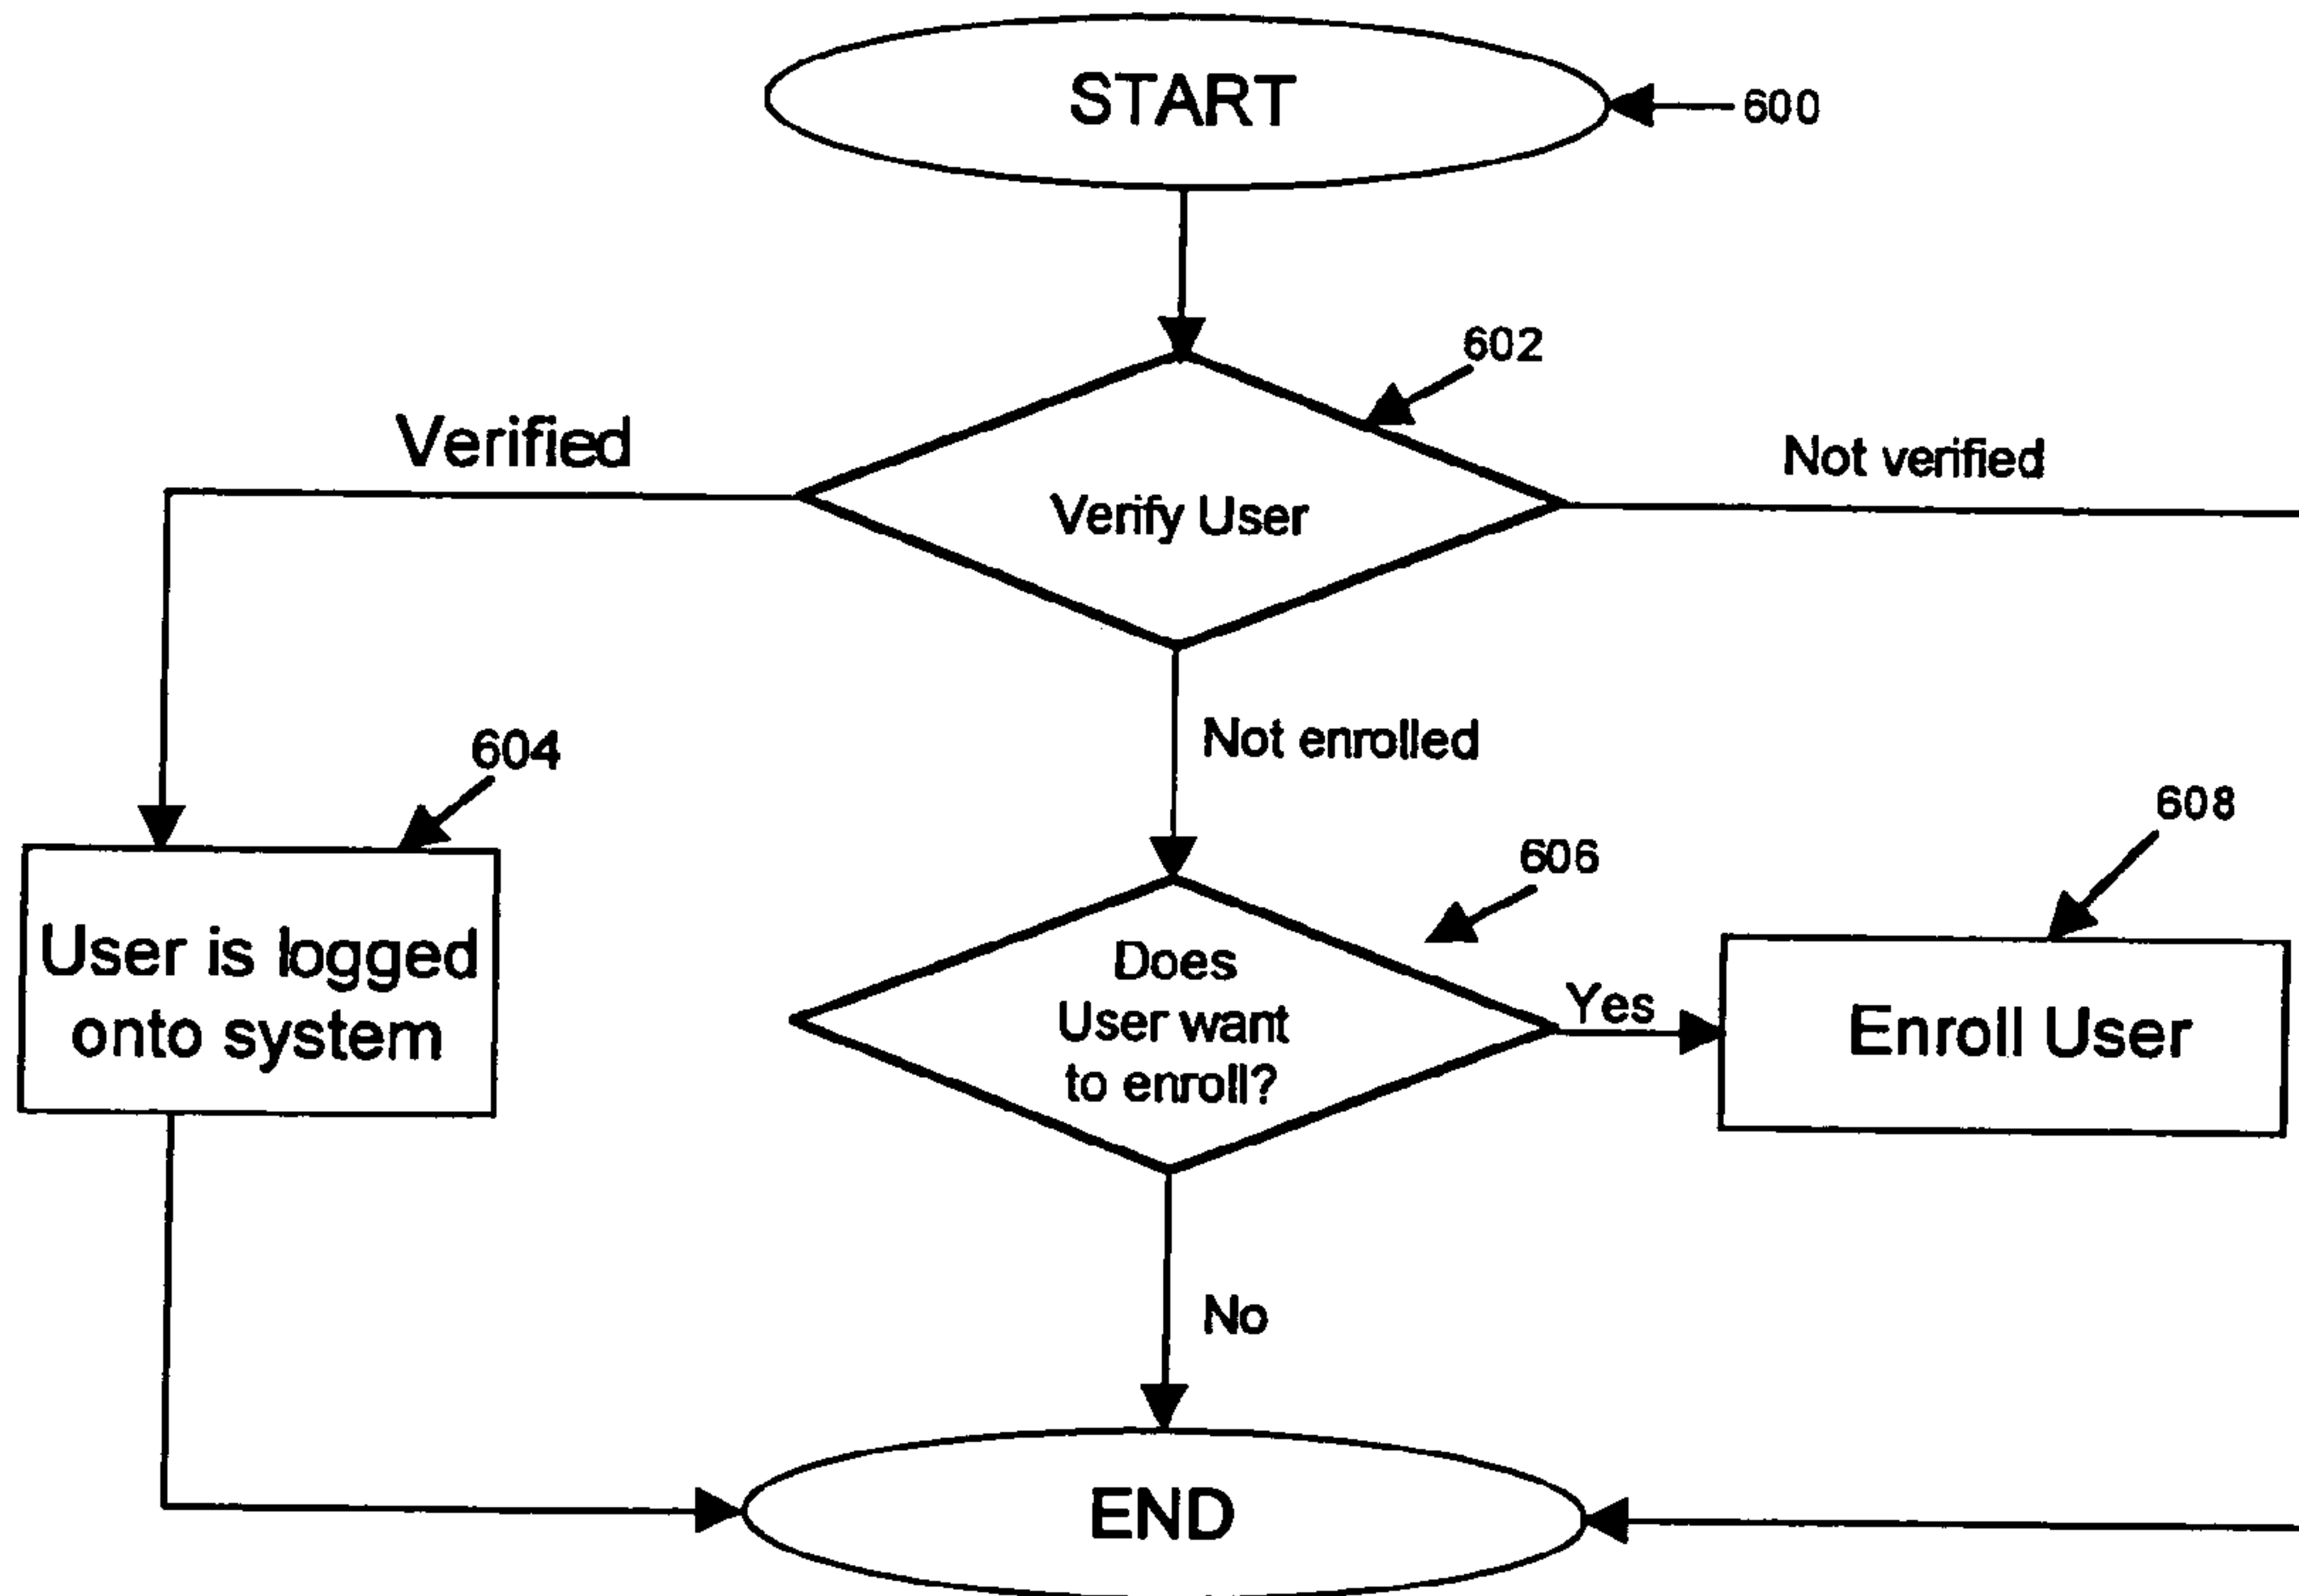 START
600
602
Verified
Not verified
Verify User
Not enrolled
604
608
606
User is logged
onto system
Does
User want
to enroll?
Yes
Enroll User
No
END